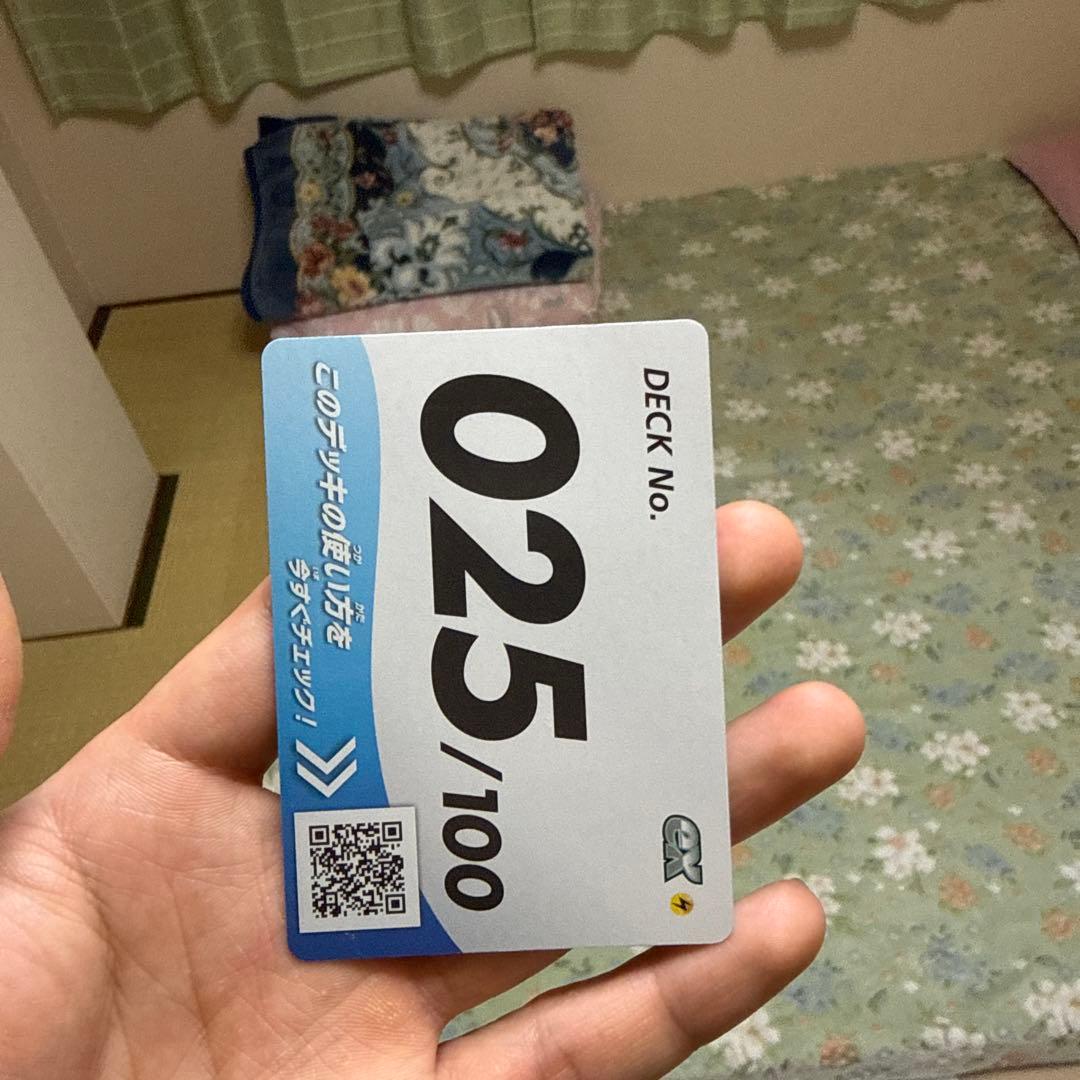 DECK No.
ex
025/100
このデッキの使い方を
今すぐチェック!